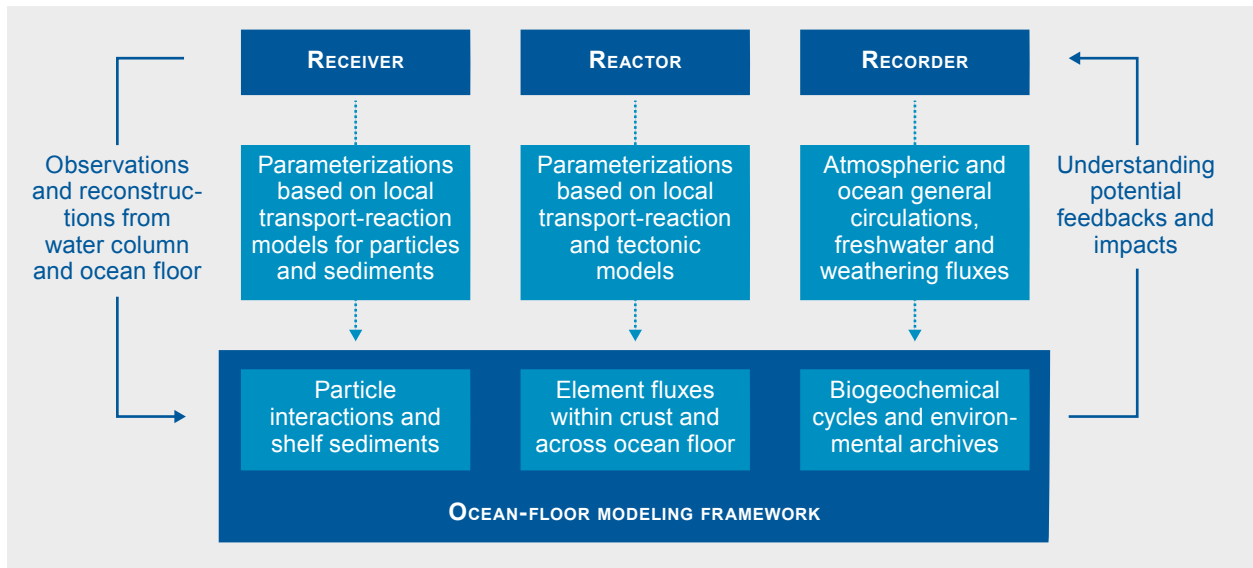 RECEIVER
REACTOR
RECORDER
Observations
and reconstruc-
tions from
water column
and ocean floor
Parameterizations
based on local
transport-reaction
models for particles
and sediments
Parameterizations
based on local
transport-reaction
and tectonic
models
Atmospheric and
ocean general
circulations,
freshwater and
weathering fluxes
Understanding
potential
feedbacks and
impacts
Particle
interactions and
shelf sediments
Element fluxes
within crust and
across ocean floor
Biogeochemical
cycles and environ-
mental archives
OCEAN-FLOOR MODELING FRAMEWORK